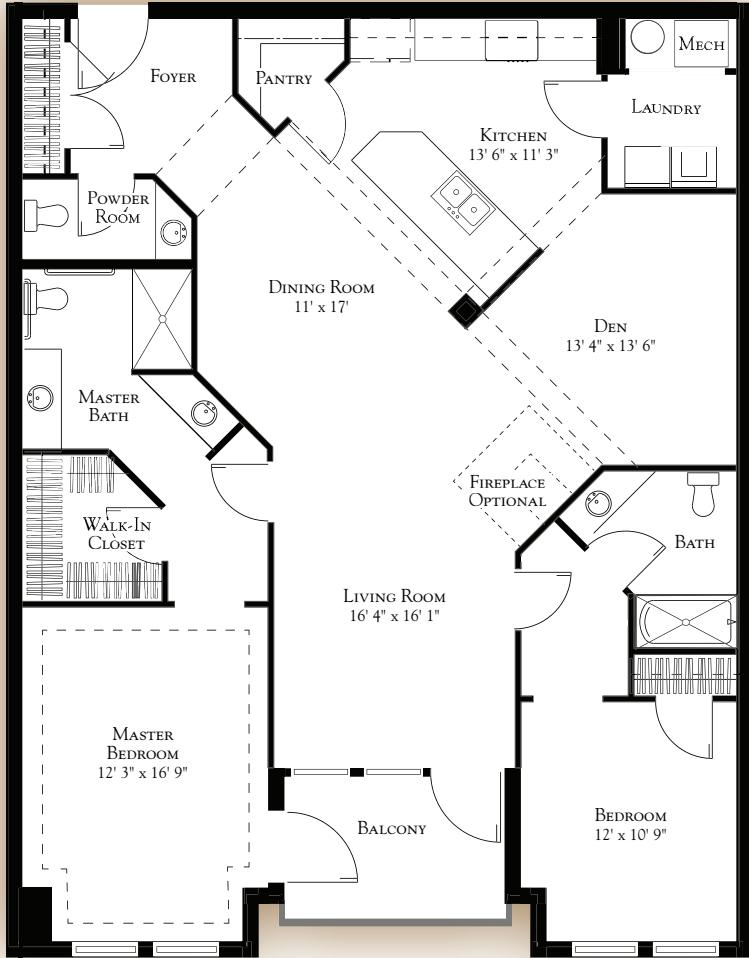 Mech
Foyer
Pantry
Laundry
Kitchen
13' 6" x 11' 3"
Powder
Room
Dining Room
11' x 17'
Den
13' 4" x 13' 6"
Master
Bath
Fireplace
Optional
Walk-In
Closet
Bath
Living Room
16' 4" x 16' 1"
Master
Bedroom
12' 3" x 16' 9"
Balcony
Bedroom
12' x 10' 9"